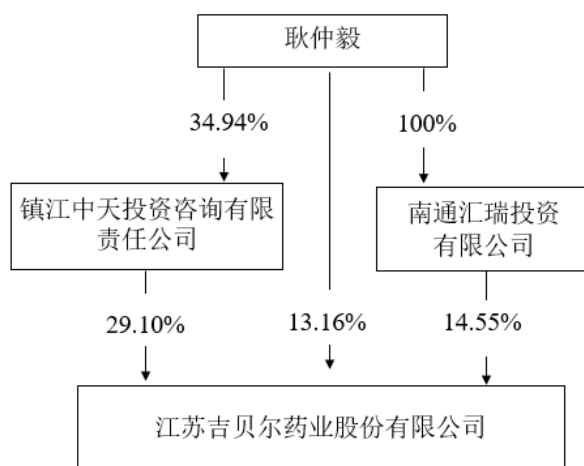 耿仲毅
34.94%
100%
镇江中天投资咨询有限
责任公司
南通汇瑞投资
有限公司
29.10%
13.16%
14.55%
江苏吉贝尔药业股份有限公司